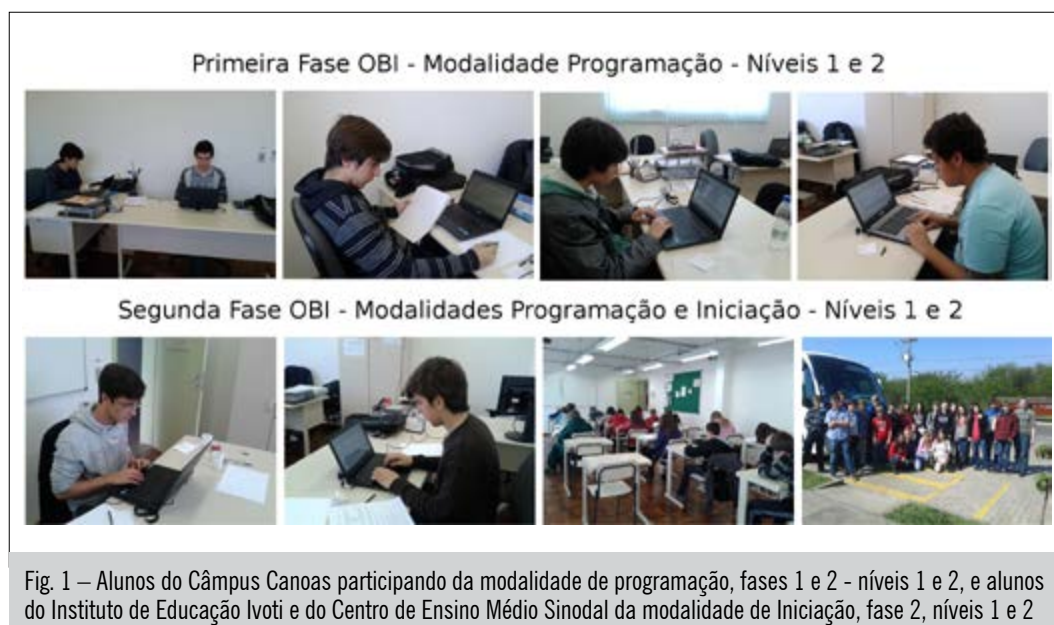 Primeira Fase OBI - Modalidade Programação - Níveis 1 e 2
Segunda Fase OBI - Modalidades Programação e Iniciação - Níveis 1 e 2
Fig. 1 – Alunos do Câmpus Canoas participando da modalidade de programação, fases 1 e 2 - níveis 1 e 2, e alunos
do Instituto de Educação Ivoti e do Centro de Ensino Médio Sinodal da modalidade de Iniciação, fase 2, níveis 1 e 2